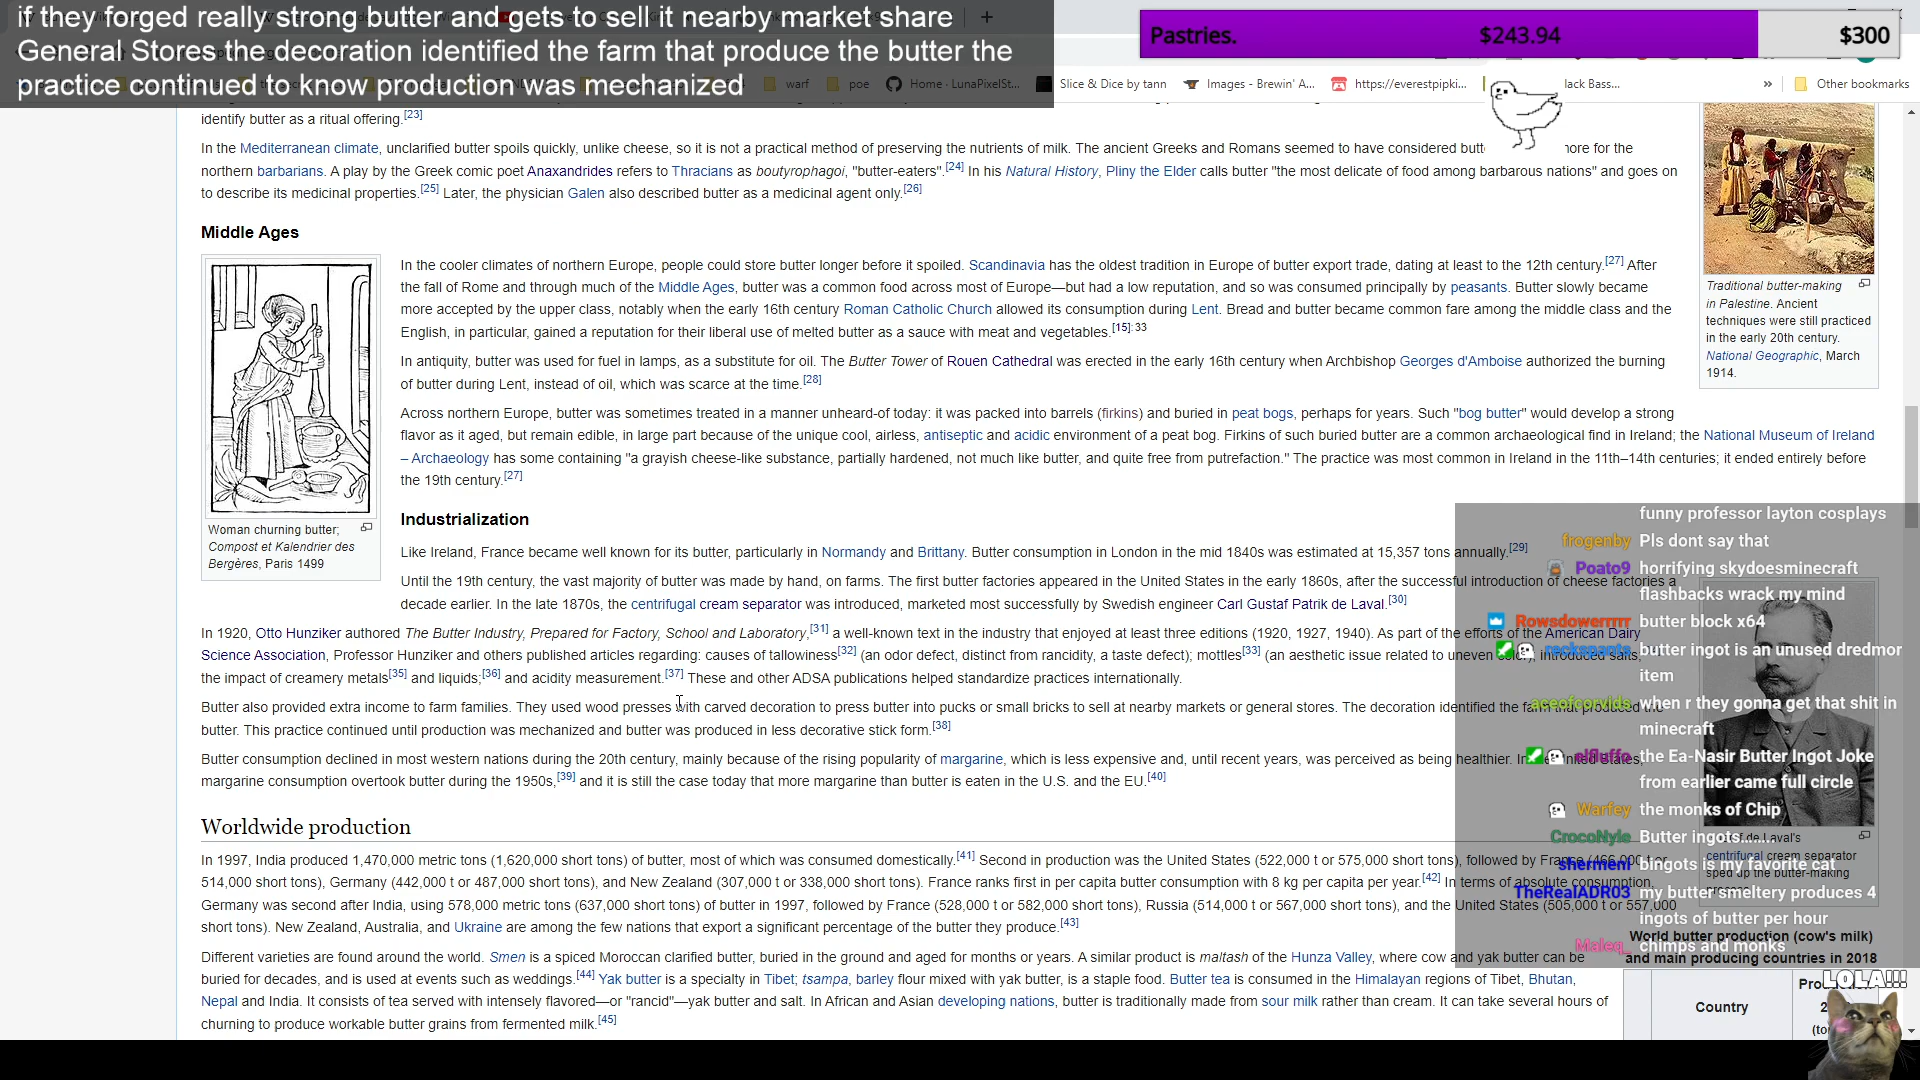 if they forged really strong butter and gets to sell it nearby market share
General Stores the decoration identified the farm that produce the butter the
practice continued to know production was mechanized
Pastries. $243.94 $300
warf poe Home · LunaPixelSt... Slice & Dice by tann Images - Brewin' A... https://everestpipki... lack Bass... » Other bookmarks
identify butter as a ritual offering.[23]
In the Mediterranean climate, unclarified butter spoils quickly, unlike cheese, so it is not a practical method of preserving the nutrients of milk. The ancient Greeks and Romans seemed to have considered butt ore for the
northern barbarians. A play by the Greek comic poet Anaxandrides refers to Thracians as boutyrophagoi, "butter-eaters".[24] In his Natural History, Pliny the Elder calls butter "the most delicate of food among barbarous nations" and goes on
to describe its medicinal properties.[25] Later, the physician Galen also described butter as a medicinal agent only.[26]
Traditional butter-making
in Palestine. Ancient
techniques were still practiced
in the early 20th century.
National Geographic, March
1914.
Middle Ages
In the cooler climates of northern Europe, people could store butter longer before it spoiled. Scandinavia has the oldest tradition in Europe of butter export trade, dating at least to the 12th century.[27] After
the fall of Rome and through much of the Middle Ages, butter was a common food across most of Europe—but had a low reputation, and so was consumed principally by peasants. Butter slowly became
more accepted by the upper class, notably when the early 16th century Roman Catholic Church allowed its consumption during Lent. Bread and butter became common fare among the middle class and the
English, in particular, gained a reputation for their liberal use of melted butter as a sauce with meat and vegetables.[15]:33
In antiquity, butter was used for fuel in lamps, as a substitute for oil. The Butter Tower of Rouen Cathedral was erected in the early 16th century when Archbishop Georges d'Amboise authorized the burning
of butter during Lent, instead of oil, which was scarce at the time.[28]
Across northern Europe, butter was sometimes treated in a manner unheard-of today: it was packed into barrels (firkins) and buried in peat bogs, perhaps for years. Such "bog butter" would develop a strong
flavor as it aged, but remain edible, in large part because of the unique cool, airless, antiseptic and acidic environment of a peat bog. Firkins of such buried butter are a common archaeological find in Ireland; the National Museum of Ireland
– Archaeology has some containing "a grayish cheese-like substance, partially hardened, not much like butter, and quite free from putrefaction." The practice was most common in Ireland in the 11th–14th centuries; it ended entirely before
the 19th century.[27]
Woman churning butter;
Compost et Kalendrier des
Bergères, Paris 1499
Industrialization
Like Ireland, France became well known for its butter, particularly in Normandy and Brittany. Butter consumption in London in the mid 1840s was estimated at 15,357 tons annually.[29]
Until the 19th century, the vast majority of butter was made by hand, on farms. The first butter factories appeared in the United States in the early 1860s, after the successful introduction of cheese factories a
decade earlier. In the late 1870s, the centrifugal cream separator was introduced, marketed most successfully by Swedish engineer Carl Gustaf Patrik de Laval.[30]
In 1920, Otto Hunziker authored The Butter Industry, Prepared for Factory, School and Laboratory,[31] a well-known text in the industry that enjoyed at least three editions (1920, 1927, 1940). As part of the efforts of the American Dairy
Science Association, Professor Hunziker and others published articles regarding: causes of tallowiness[32] (an odor defect, distinct from rancidity, a taste defect); mottles[33] (an aesthetic issue related to uneven color); introduced salts;
the impact of creamery metals[35] and liquids;[36] and acidity measurement.[37] These and other ADSA publications helped standardize practices internationally.
Butter also provided extra income to farm families. They used wood presses with carved decoration to press butter into pucks or small bricks to sell at nearby markets or general stores. The decoration identified the farm that produced the
butter. This practice continued until production was mechanized and butter was produced in less decorative stick form.[38]
Butter consumption declined in most western nations during the 20th century, mainly because of the rising popularity of margarine, which is less expensive and, until recent years, was perceived as being healthier. In the United States,
margarine consumption overtook butter during the 1950s,[39] and it is still the case today that more margarine than butter is eaten in the U.S. and the EU.[40]
Worldwide production
In 1997, India produced 1,470,000 metric tons (1,620,000 short tons) of butter, most of which was consumed domestically.[41] Second in production was the United States (522,000 t or 575,000 short tons), followed by France (466,000 t or
514,000 short tons), Germany (442,000 t or 487,000 short tons), and New Zealand (307,000 t or 338,000 short tons). France ranks first in per capita butter consumption with 8 kg per capita per year.[42] In terms of absolute consumption,
Germany was second after India, using 578,000 metric tons (637,000 short tons) of butter in 1997, followed by France (528,000 t or 582,000 short tons), Russia (514,000 t or 567,000 short tons), and the United States (505,000 t or 557,000
short tons). New Zealand, Australia, and Ukraine are among the few nations that export a significant percentage of the butter they produce.[43]
Different varieties are found around the world. Smen is a spiced Moroccan clarified butter, buried in the ground and aged for months or years. A similar product is maltash of the Hunza Valley, where cow and yak butter can be
buried for decades, and is used at events such as weddings.[44] Yak butter is a specialty in Tibet; tsampa, barley flour mixed with yak butter, is a staple food. Butter tea is consumed in the Himalayan regions of Tibet, Bhutan,
Nepal and India. It consists of tea served with intensely flavored—or "rancid"—yak butter and salt. In African and Asian developing nations, butter is traditionally made from sour milk rather than cream. It can take several hours of
churning to produce workable butter grains from fermented milk.[45]
funny professor layton cosplays
frogenby Pls dont say that
Poato9 horrifying skydoesminecraft
flashbacks wrack my mind
Rowsdowerrrr butter block x64
reckspants butter ingot is an unused dredmor
item
aceofcorvids when r they gonna get that shit in
minecraft
elfluffo the Ea-Nasir Butter Ingot Joke
from earlier came full circle
Warfey the monks of Chip
CrocoNyle Butter ingots.......
shermeni bingots is my favorite cat
TheRealADR03 my butter smeltery produces 4
ingots of butter per hour
Maleq_ chimps and monks
de Laval's
centrifugal cream separator
sped up the butter-making
World butter production (cow's milk)
and main producing countries in 2018
Country
LOLA!!!